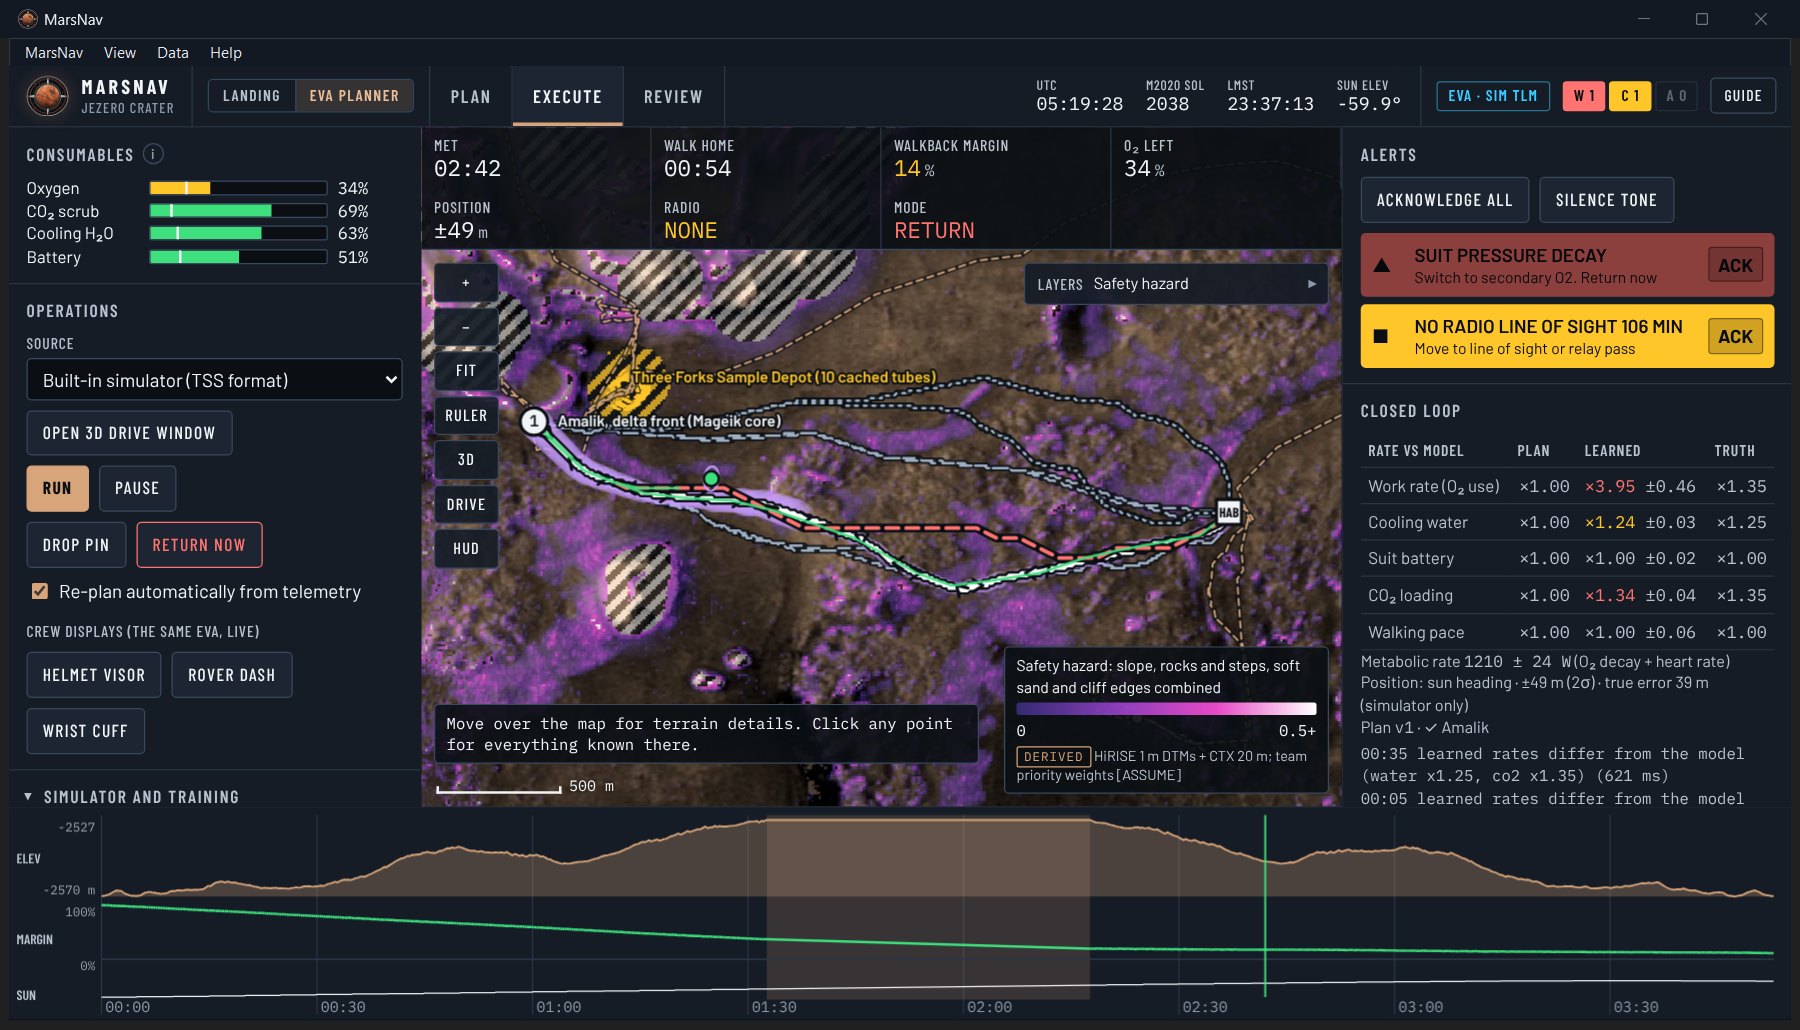 MarsNav
MarsNav View Data Help
MARSNAV
JEZERO CRATER
LANDING EVA PLANNER
PLAN EXECUTE REVIEW
UTC
05:19:28
M2020 SOL
2038
LMST
23:37:13
SUN ELEV
-59.9°
EVA · SIM TLM
W 1 C 1 A 0
GUIDE
CONSUMABLES i
Oxygen 34%
CO₂ scrub 69%
Cooling H₂O 63%
Battery 51%
OPERATIONS
SOURCE
Built-in simulator (TSS format)
OPEN 3D DRIVE WINDOW
RUN PAUSE
DROP PIN RETURN NOW
Re-plan automatically from telemetry
CREW DISPLAYS (THE SAME EVA, LIVE)
HELMET VISOR ROVER DASH
WRIST CUFF
▼ SIMULATOR AND TRAINING
MET
02:42
WALK HOME
00:54
WALKBACK MARGIN
14 %
O₂ LEFT
34 %
POSITION
±49 m
RADIO
NONE
MODE
RETURN
+
−
FIT
RULER
3D
DRIVE
HUD
LAYERS Safety hazard ▶
Three Forks Sample Depot (10 cached tubes)
1 Amalik, delta front (Mageik core)
HAB
Move over the map for terrain details. Click any point
for everything known there.
500 m
Safety hazard: slope, rocks and steps, soft
sand and cliff edges combined
0 0.5+
DERIVED HiRISE 1 m DTMs + CTX 20 m; team
priority weights [ASSUME]
ALERTS
ACKNOWLEDGE ALL SILENCE TONE
SUIT PRESSURE DECAY
Switch to secondary O2. Return now
ACK
NO RADIO LINE OF SIGHT 106 MIN
Move to line of sight or relay pass
ACK
CLOSED LOOP
RATE VS MODEL PLAN LEARNED TRUTH
Work rate (O₂ use) ×1.00 ×3.95 ±0.46 ×1.35
Cooling water ×1.00 ×1.24 ±0.03 ×1.25
Suit battery ×1.00 ×1.00 ±0.02 ×1.00
CO₂ loading ×1.00 ×1.34 ±0.04 ×1.35
Walking pace ×1.00 ×1.00 ±0.06 ×1.00
Metabolic rate 1210 ± 24 W (O₂ decay + heart rate)
Position: sun heading · ±49 m (2σ) · true error 39 m
(simulator only)
Plan v1 · ✓ Amalik
00:35 learned rates differ from the model
(water x1.25, co2 x1.35) (621 ms)
00:05 learned rates differ from the model
-2527
ELEV
-2570 m
100%
MARGIN
0%
SUN
00:00 00:30 01:00 01:30 02:00 02:30 03:00 03:30